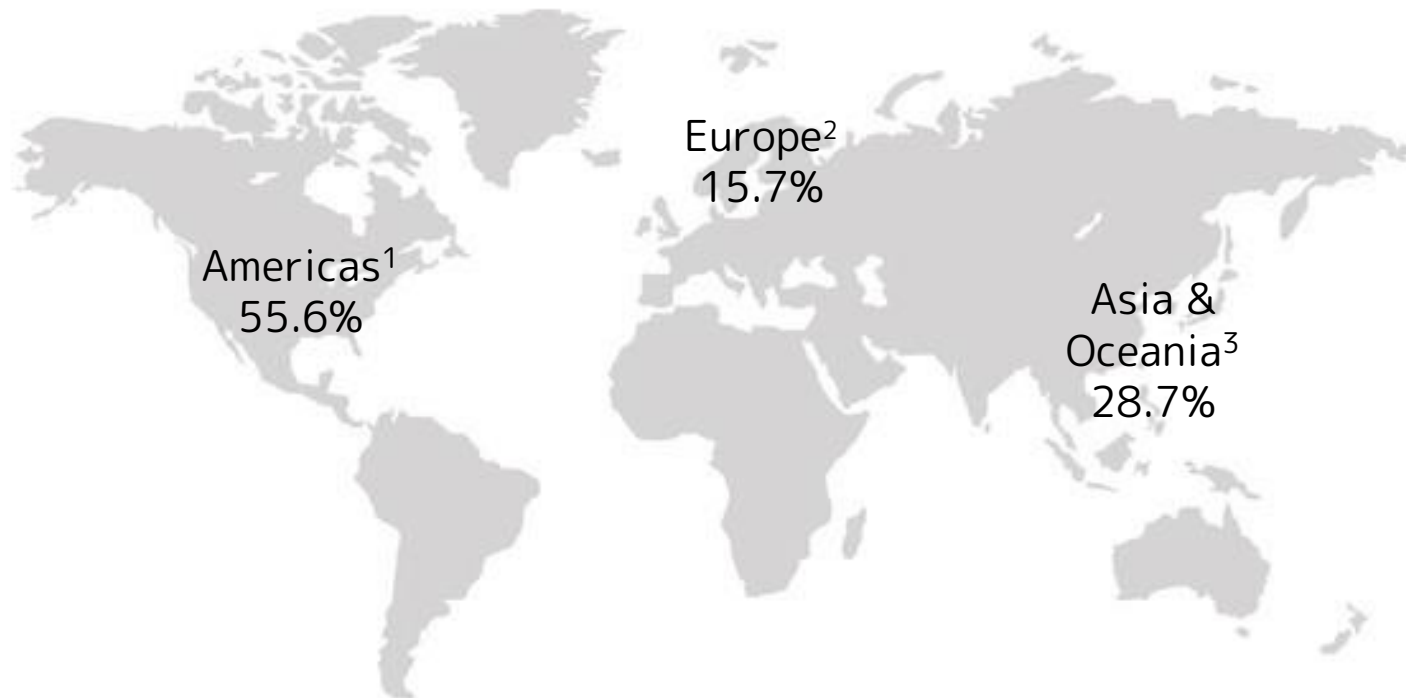 Europe²
15.7%
Americas¹
55.6%
Asia &
Oceania³
28.7%